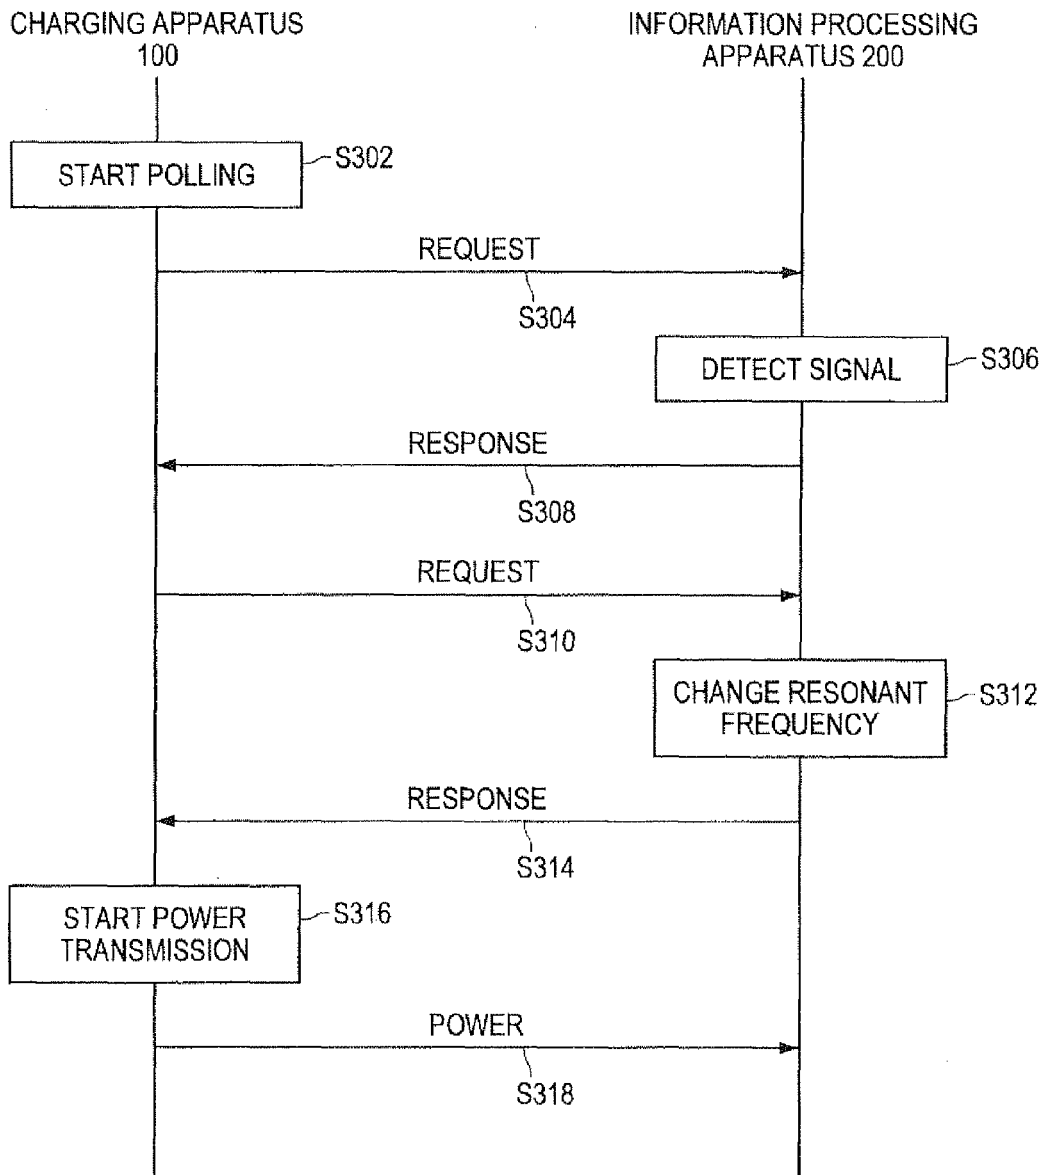 CHARGING APPARATUS
100
INFORMATION PROCESSING
APPARATUS 200
START POLLING
S302
REQUEST
S304
DETECT SIGNAL
S306
RESPONSE
S308
REQUEST
S310
CHANGE RESONANT
FREQUENCY
S312
RESPONSE
S314
START POWER
TRANSMISSION
S316
POWER
S318